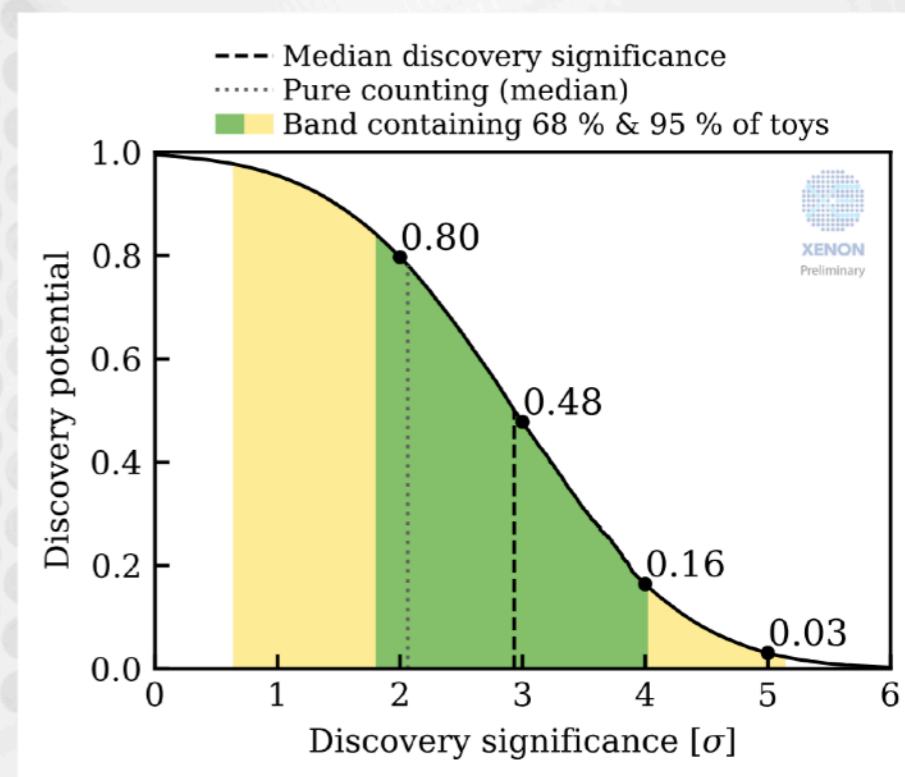 Median discovery significance
Pure counting (median)
Band containing 68 % & 95 % of toys
1.0
0.8
0.6
0.4
0.2
0.0
Discovery potential
0.80
0.48
0.16
0.03
XENON
Preliminary
0 1 2 3 4 5 6
Discovery significance [σ]